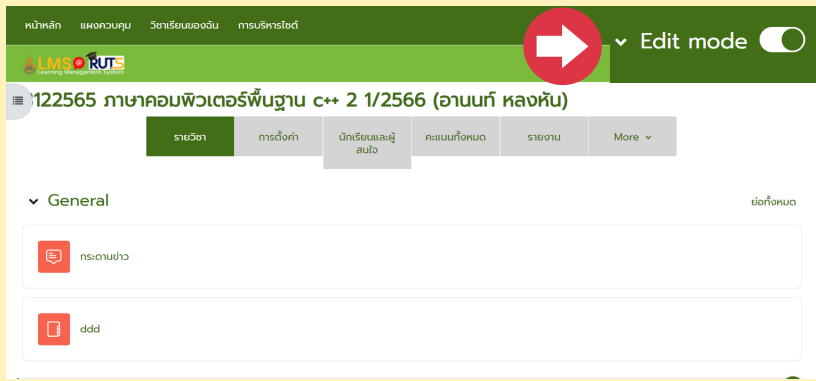 หน้าหลัก แผงควบคุม วิชาเรียนของฉัน การบริหารไซต์
Edit mode
LMS@RUTS
Learning Management System
122565 ภาษาคอมพิวเตอร์พื้นฐาน c++ 2 1/2566 (อานนท์ หลงหัน)
รายวิชา การตั้งค่า นักเรียนและผู้สนใจ คะแนนทั้งหมด รายงาน More
General ย่อทั้งหมด
กระดานข่าว
ddd